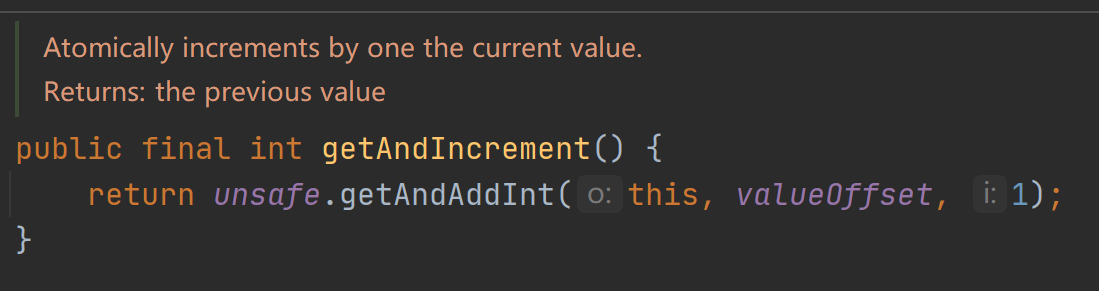 Atomically increments by one the current value.
Returns: the previous value
public final int getAndIncrement() {
    return unsafe.getAndAddInt( o: this, valueOffset, i: 1);
}